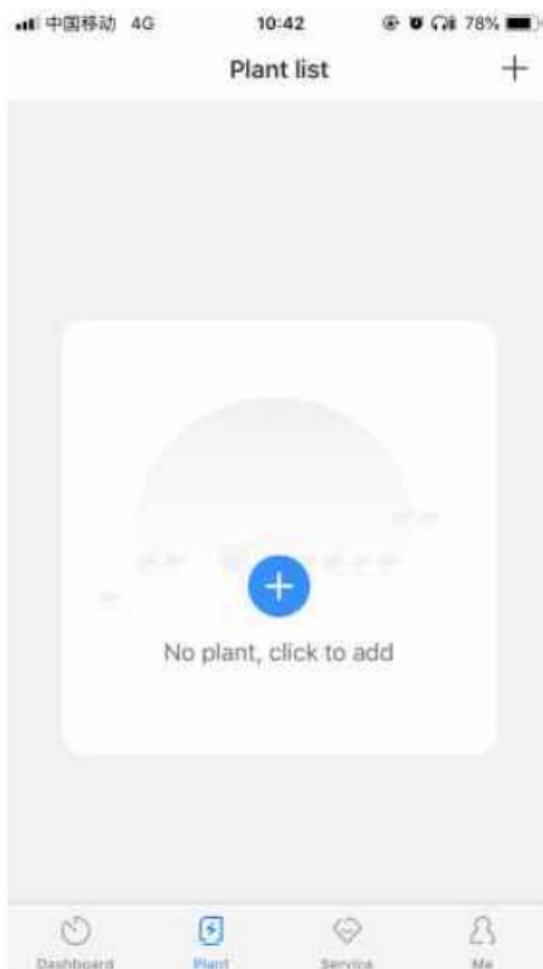 中国移动 4G 10:42 78%
Plant list
No plant, click to add
Dashboard Plant Service Me